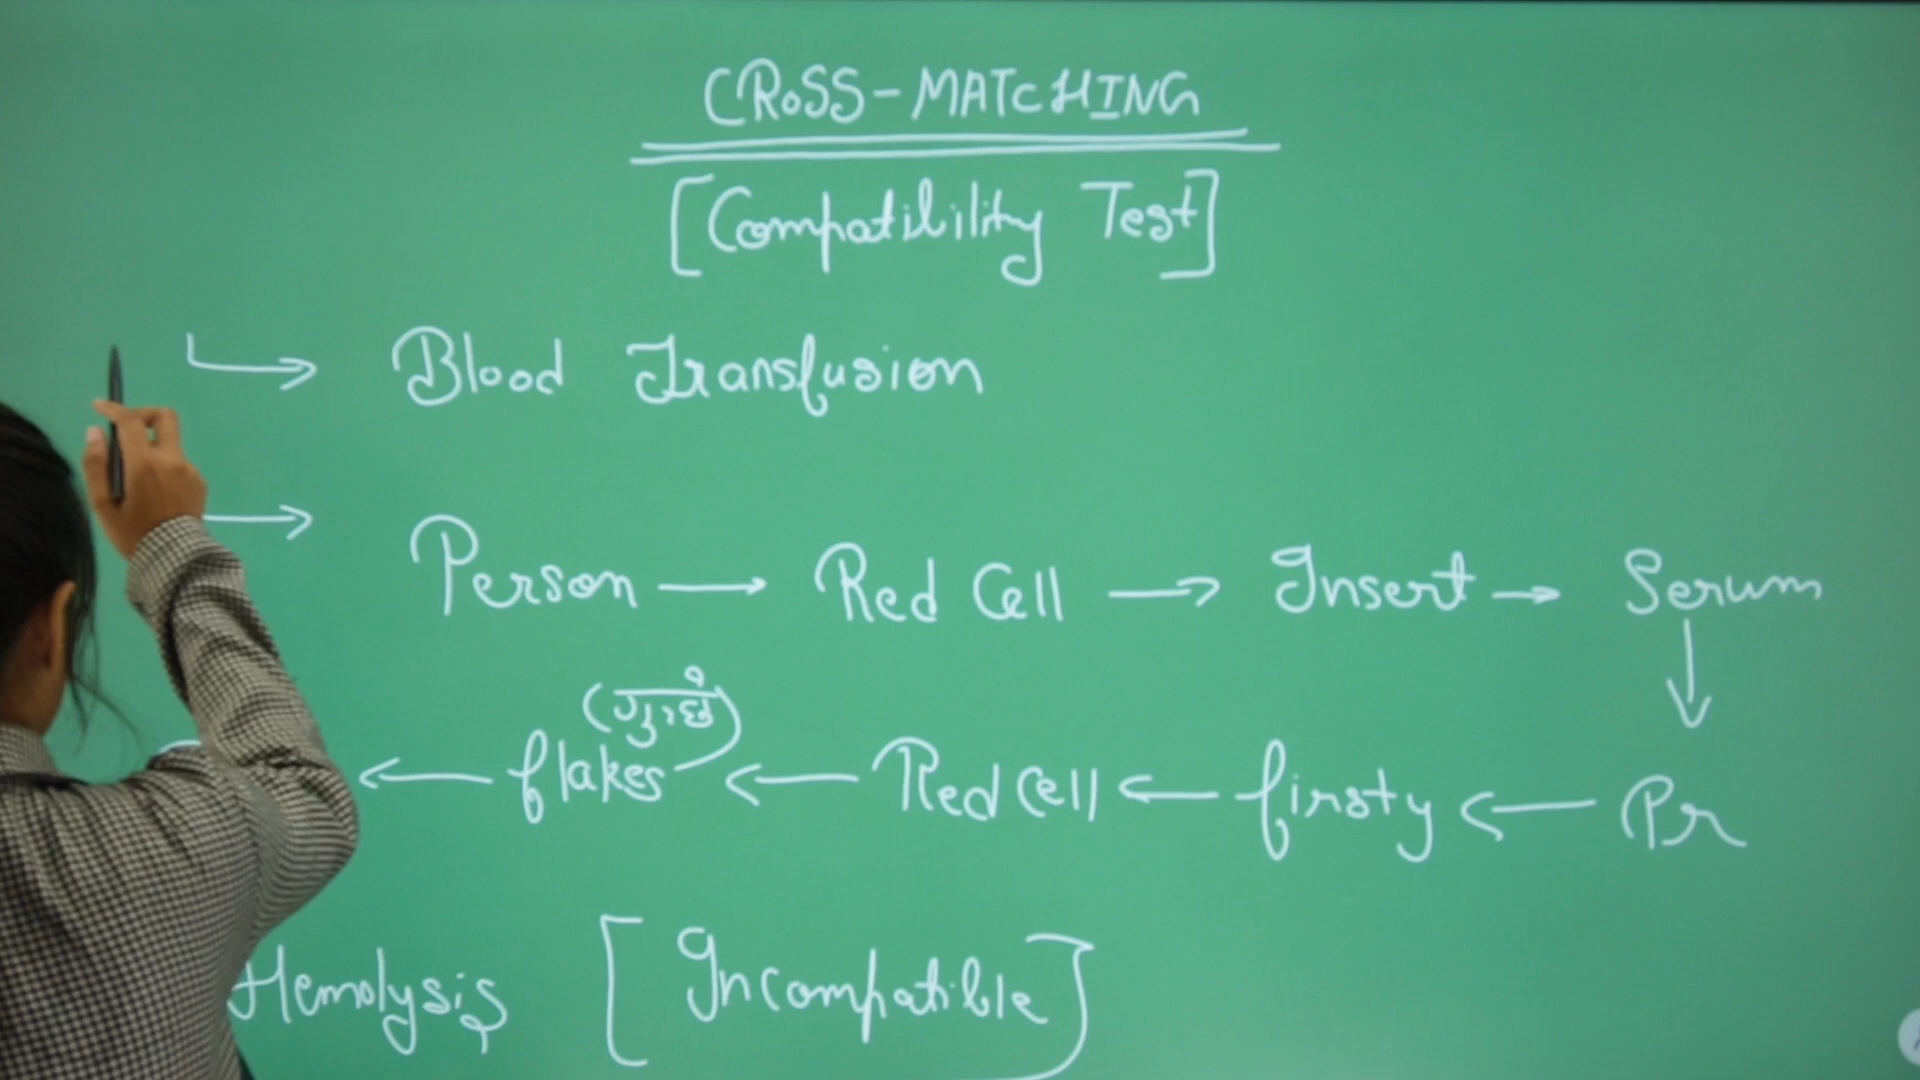 CROSS-MATCHING
[Compatibility Test]
Blood Transfusion
Person → Red Cell → Insert → Serum
↓
← flakes ← Red Cell ← firsty ← Pr
Hemolysis [Incompatible]